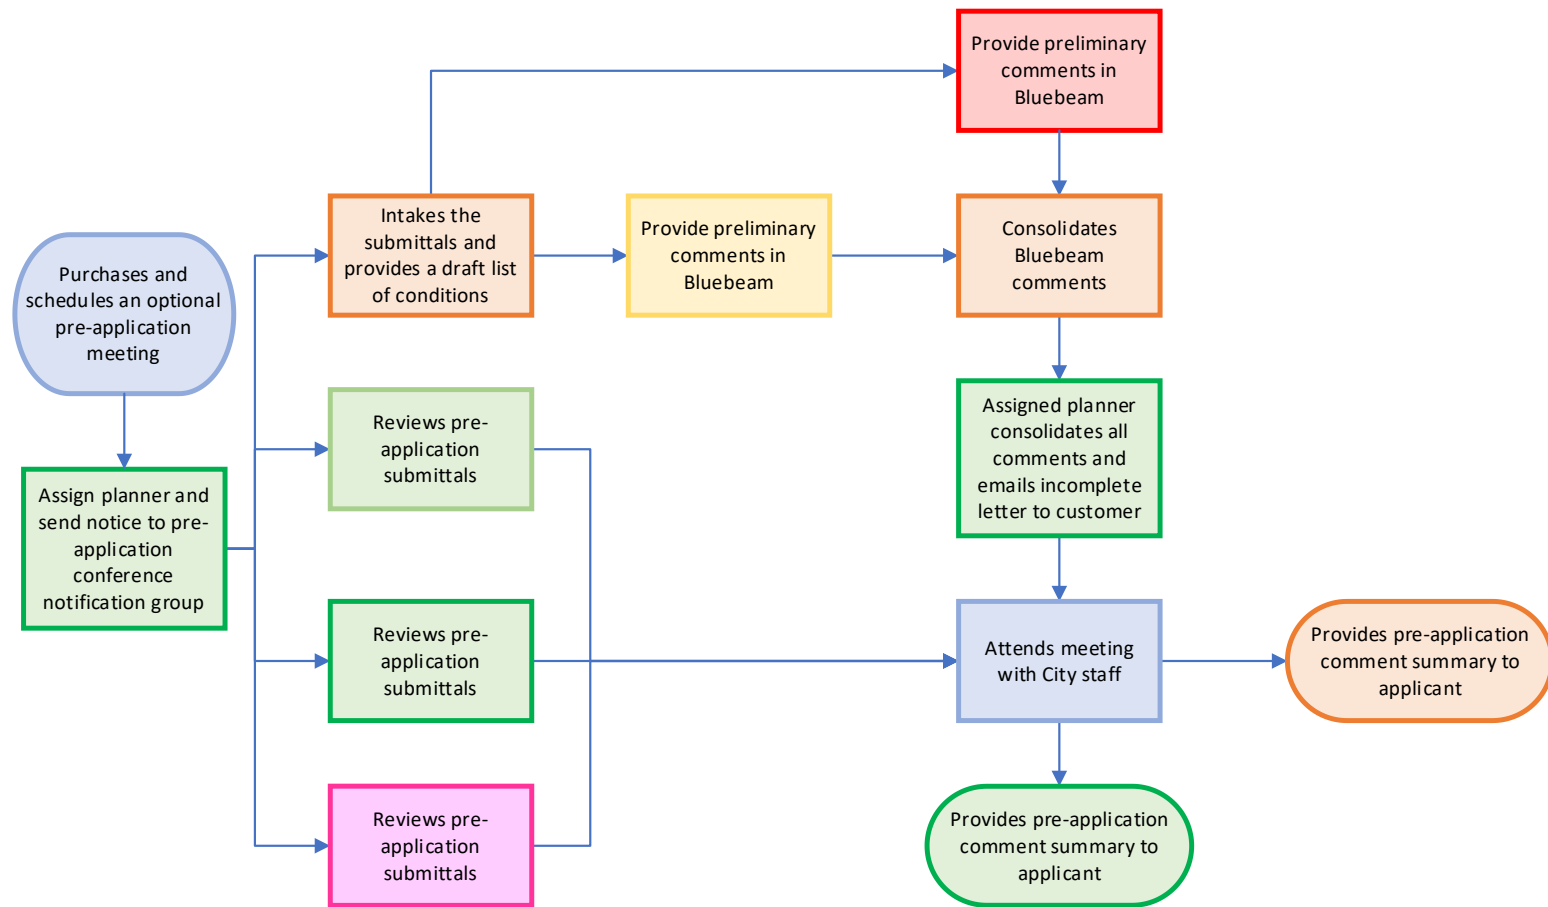 Provide preliminary
comments in
Bluebeam
Intakes the
submittals and
provides a draft list
of conditions
Provide preliminary
comments in
Bluebeam
Consolidates
Bluebeam
comments
Purchases and
schedules an optional
pre-application
meeting
Reviews pre-
application
submittals
Assigned planner
consolidates all
comments and
emails incomplete
letter to customer
Assign planner and
send notice to pre-
application
conference
notification group
Reviews pre-
application
submittals
Attends meeting
with City staff
Provides pre-application
comment summary to
applicant
Reviews pre-
application
submittals
Provides pre-application
comment summary to
applicant